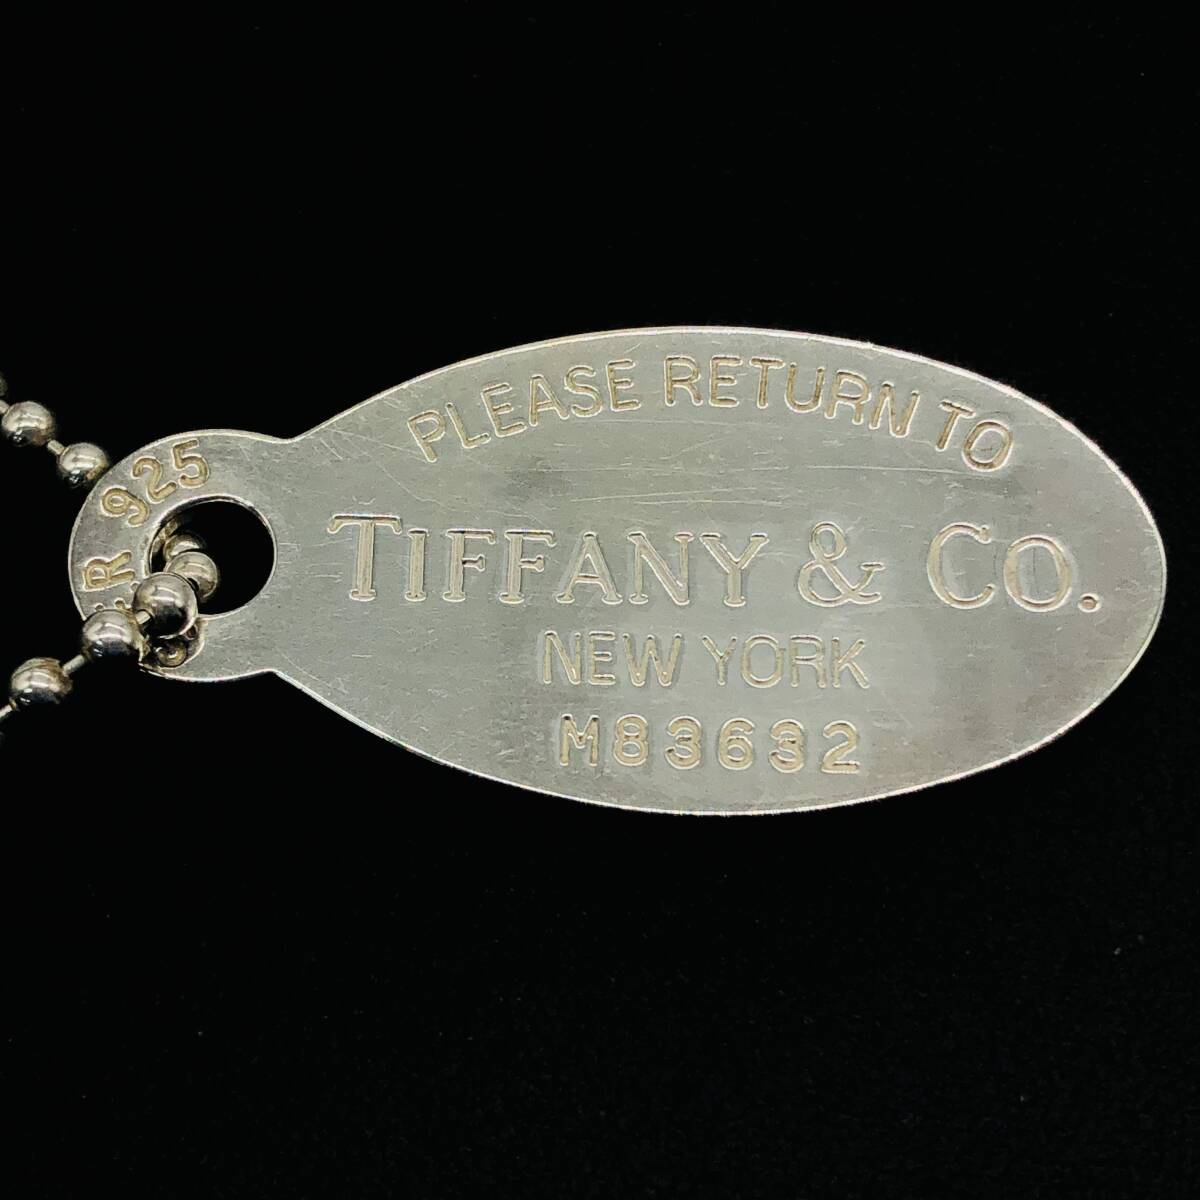 R 925
PLEASE RETURN TO
TIFFANY & CO.
NEW YORK
M83632